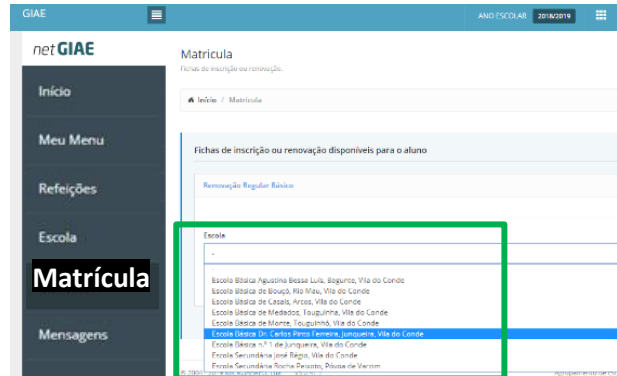 GIAE
ANO ESCOLAR 2018/2019
netGIAE
Início
Meu Menu
Refeições
Escola
Matrícula
Mensagens
Matricula
Fichas de inscrição ou renovação.
Início / Matricula
Fichas de inscrição ou renovação disponíveis para o aluno
Renovação Regular Básico
Escola
-
Escola Básica Agustina Bessa Luís, Begunte, Vila do Conde
Escola Básica de Bouçó, Rio Mau, Vila do Conde
Escola Básica de Casais, Arcos, Vila do Conde
Escola Básica de Medados, Touguinha, Vila do Conde
Escola Básica de Monte, Touguinhó, Vila do Conde
Escola Básica Dr. Carlos Pinto Ferreira, Junqueira, Vila do Conde
Escola Básica n.º 1 de Junqueira, Vila do Conde
Escola Secundária José Régio, Vila do Conde
Escola Secundária Rocha Peixoto, Póvoa de Varzim